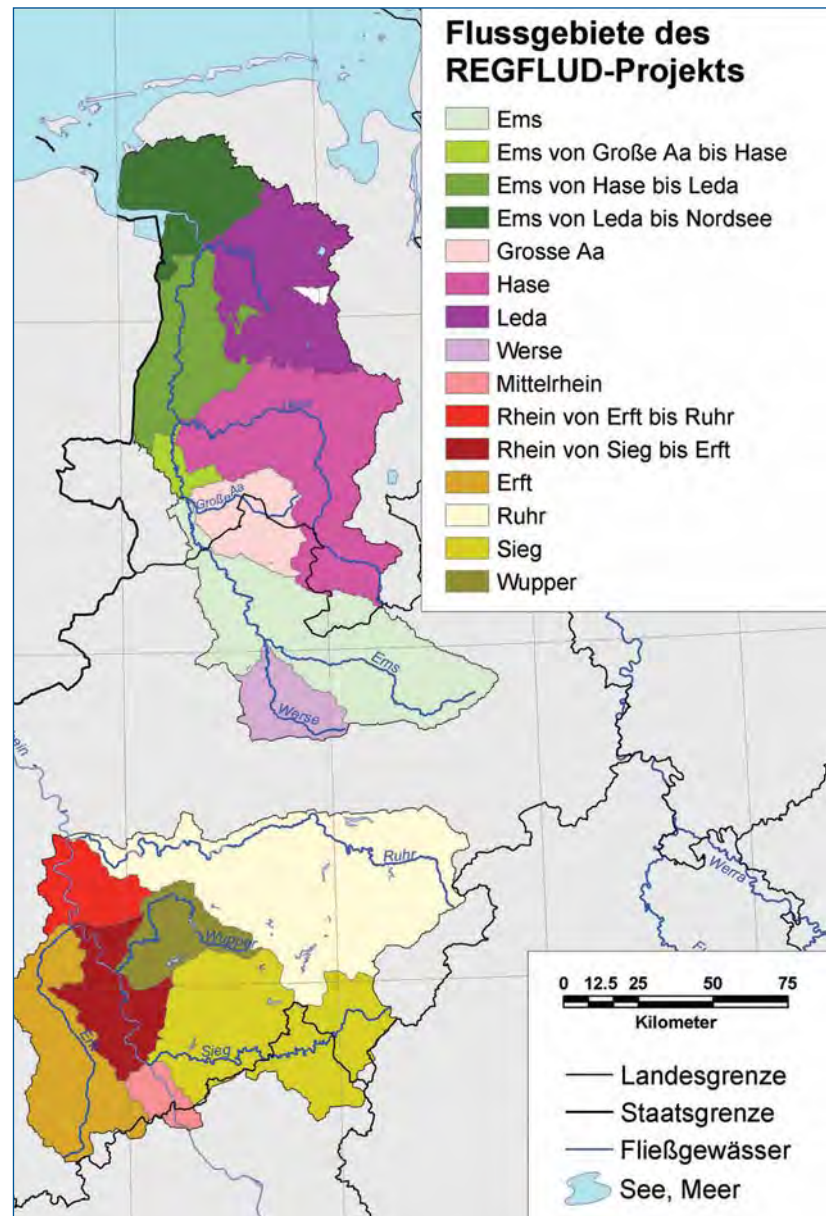 Flussgebiete des
REGFLUD-Projekts
Ems
Ems von Große Aa bis Hase
Ems von Hase bis Leda
Ems von Leda bis Nordsee
Grosse Aa
Hase
Leda
Werse
Mittelrhein
Rhein von Erft bis Ruhr
Rhein von Sieg bis Erft
Erft
Ruhr
Sieg
Wupper
Große Aa
Ems
Werse
Ruhr
Werra
Wupper
Sieg
0 12.5 25 50 75
Kilometer
Landesgrenze
Staatsgrenze
Fließgewässer
See, Meer